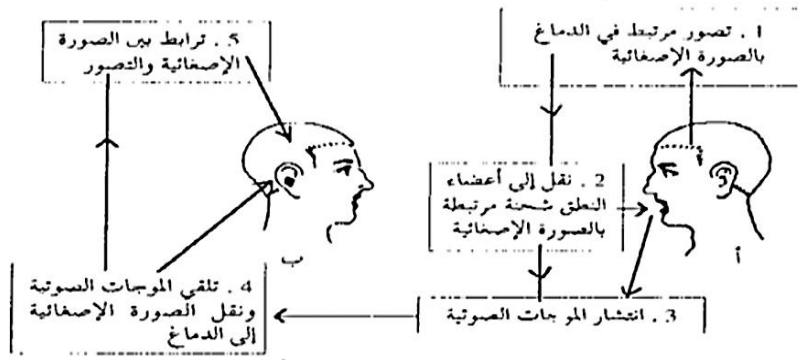 1 . تصور مرتبط في الدماغ
بالصورة الإصغائية
2 . نقل إلى أعضاء
النطق شحنة مرتبطة
بالصورة الإصغائية
3 . انتشار الموجات الصوتية
4 . تلقي الموجات الصوتية
ونقل الصورة الإصغائية
إلى الدماغ
5 . ترابط بين الصورة
الإصغائية والتصور
أ
ب